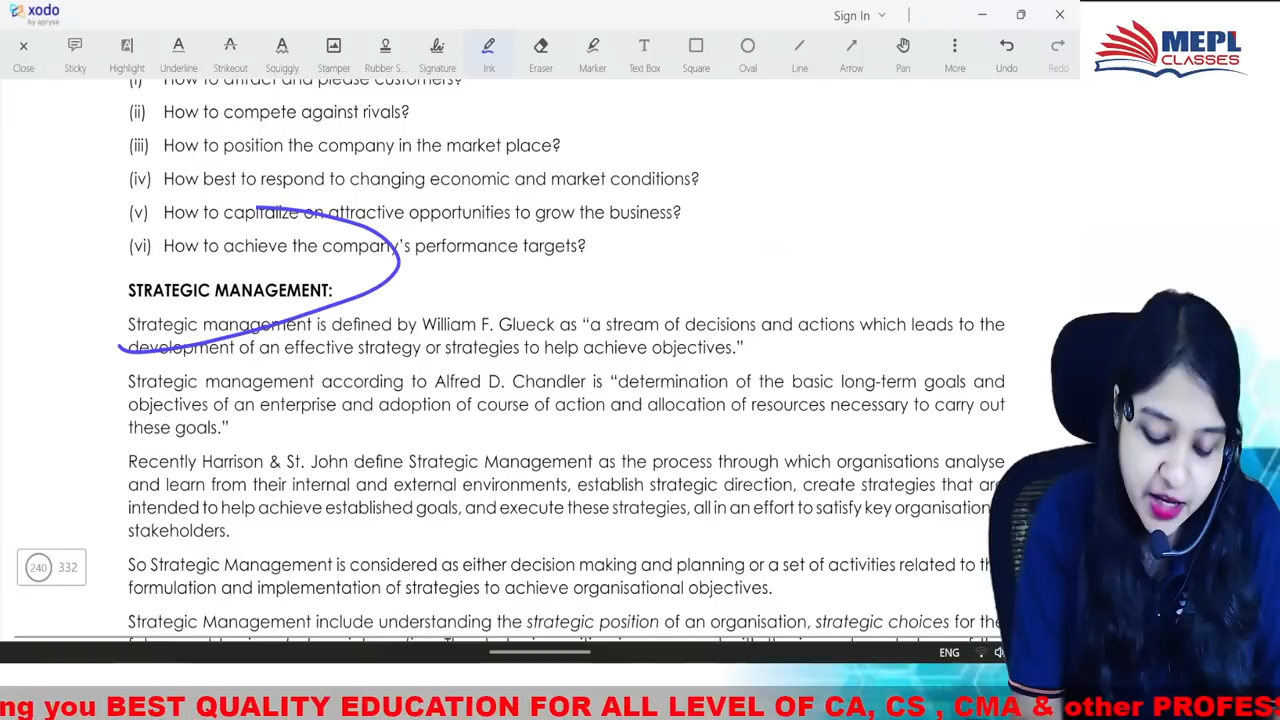 xodo
by apryse
Sign In
Close Sticky Highlight Underline Strikeout Squiggly Stamper Rubber Eraser Marker Text Box Square Oval Line Arrow Pan More Undo Redo
MEPL
CLASSES
(i) How to attract and please customers?
(ii) How to compete against rivals?
(iii) How to position the company in the market place?
(iv) How best to respond to changing economic and market conditions?
(v) How to capitalize on attractive opportunities to grow the business?
(vi) How to achieve the company's performance targets?
STRATEGIC MANAGEMENT:
Strategic management is defined by William F. Glueck as “a stream of decisions and actions which leads to the
development of an effective strategy or strategies to help achieve objectives.”
Strategic management according to Alfred D. Chandler is “determination of the basic long-term goals and
objectives of an enterprise and adoption of course of action and allocation of resources necessary to carry out
these goals.”
Recently Harrison & St. John define Strategic Management as the process through which organisations analyse
and learn from their internal and external environments, establish strategic direction, create strategies that are
intended to help achieve established goals, and execute these strategies, all in an effort to satisfy key organisation
stakeholders.
240 332
So Strategic Management is considered as either decision making and planning or a set of activities related to th
formulation and implementation of strategies to achieve organisational objectives.
Strategic Management include understanding the strategic position of an organisation, strategic choices for the
ENG
ng you BEST QUALITY EDUCATION FOR ALL LEVEL OF CA, CS , CMA & other PROFES